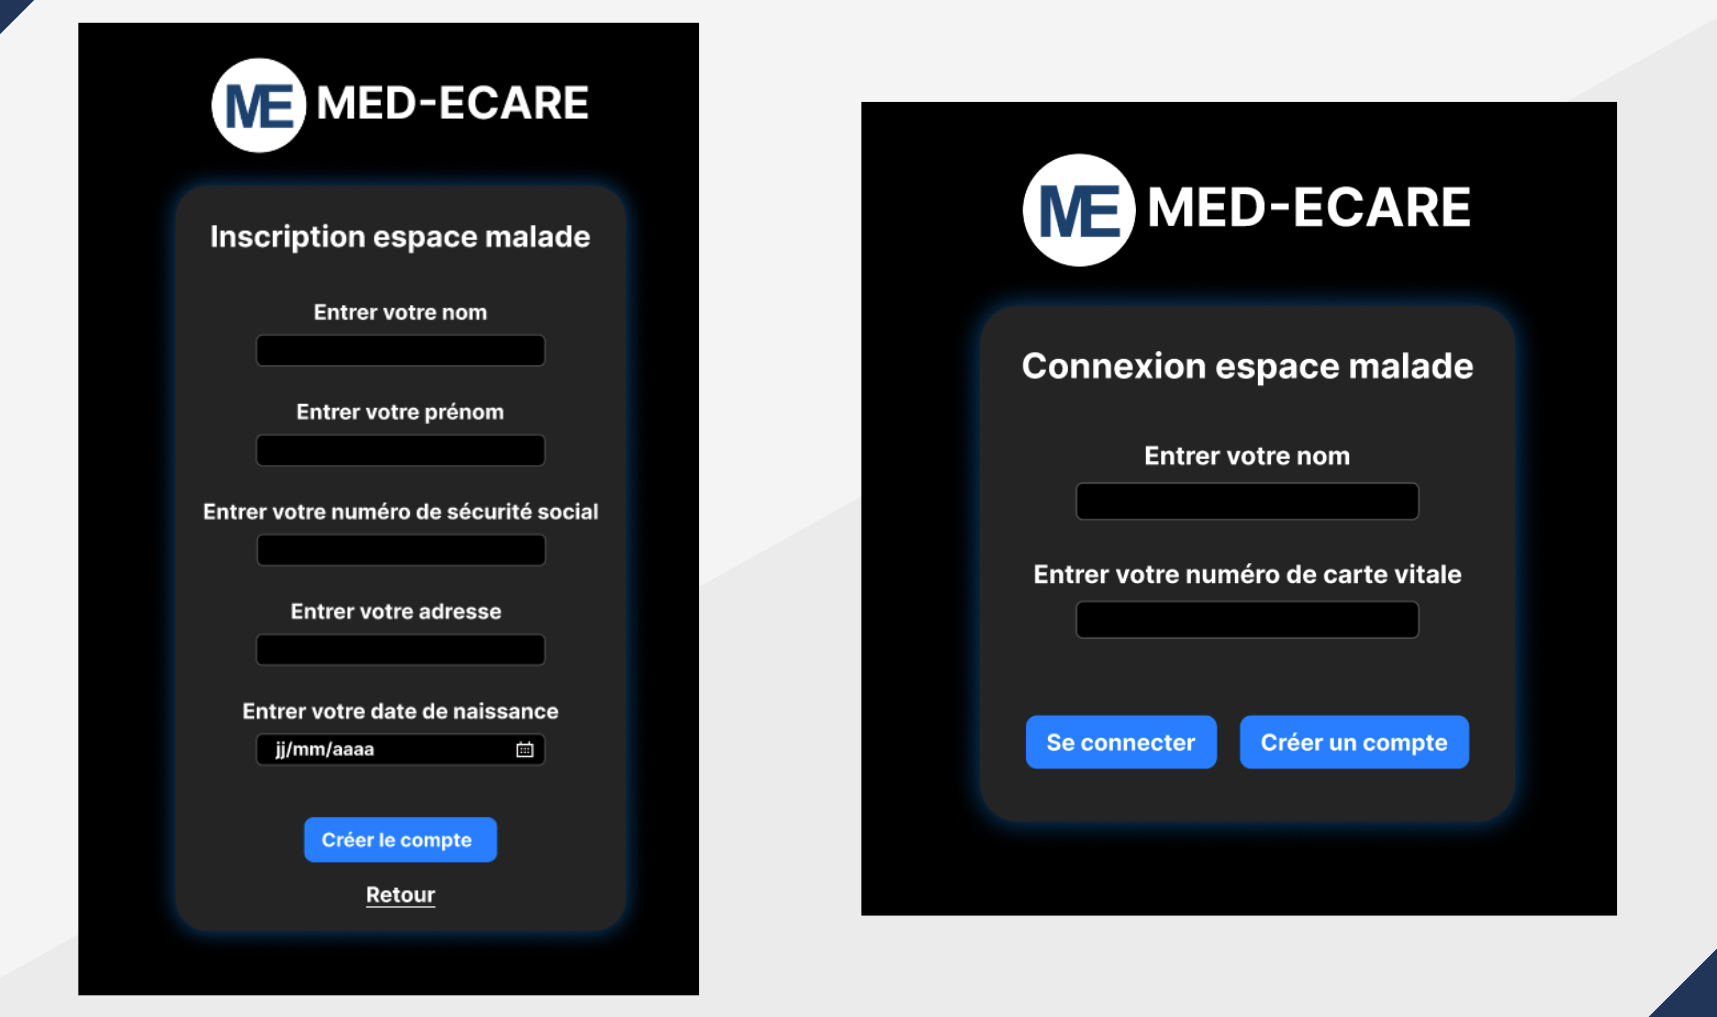 ME MED-ECARE
Inscription espace malade
Entrer votre nom
Entrer votre prénom
Entrer votre numéro de sécurité social
Entrer votre adresse
Entrer votre date de naissance
jj/mm/aaaa
Créer le compte
Retour
ME MED-ECARE
Connexion espace malade
Entrer votre nom
Entrer votre numéro de carte vitale
Se connecter Créer un compte